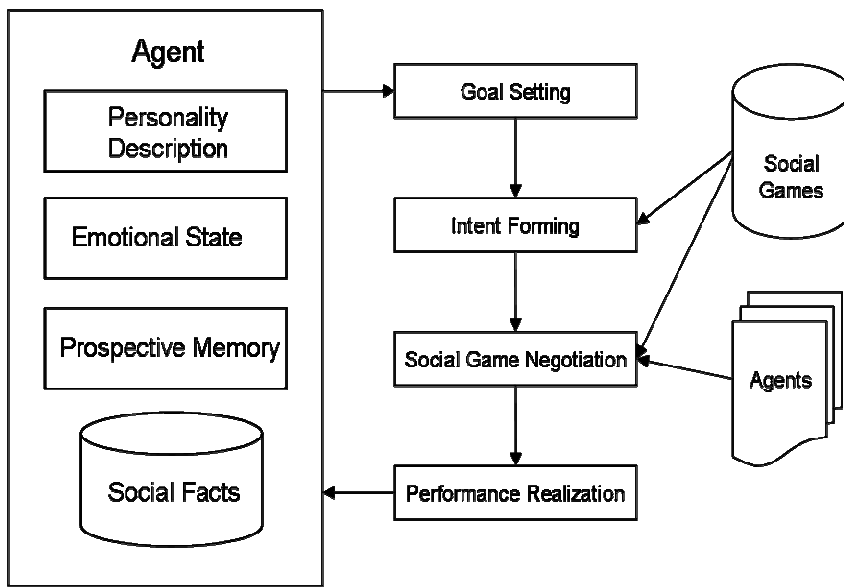 Agent
Personality
Description
Emotional State
Prospective Memory
Social Facts
Goal Setting
Intent Forming
Social Game Negotiation
Performance Realization
Social
Games
Agents